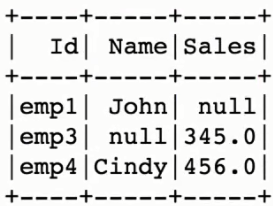 +----+-----+-----+
|  Id| Name|Sales|
+----+-----+-----+
|emp1| John| null|
|emp3| null|345.0|
|emp4|Cindy|456.0|
+----+-----+-----+